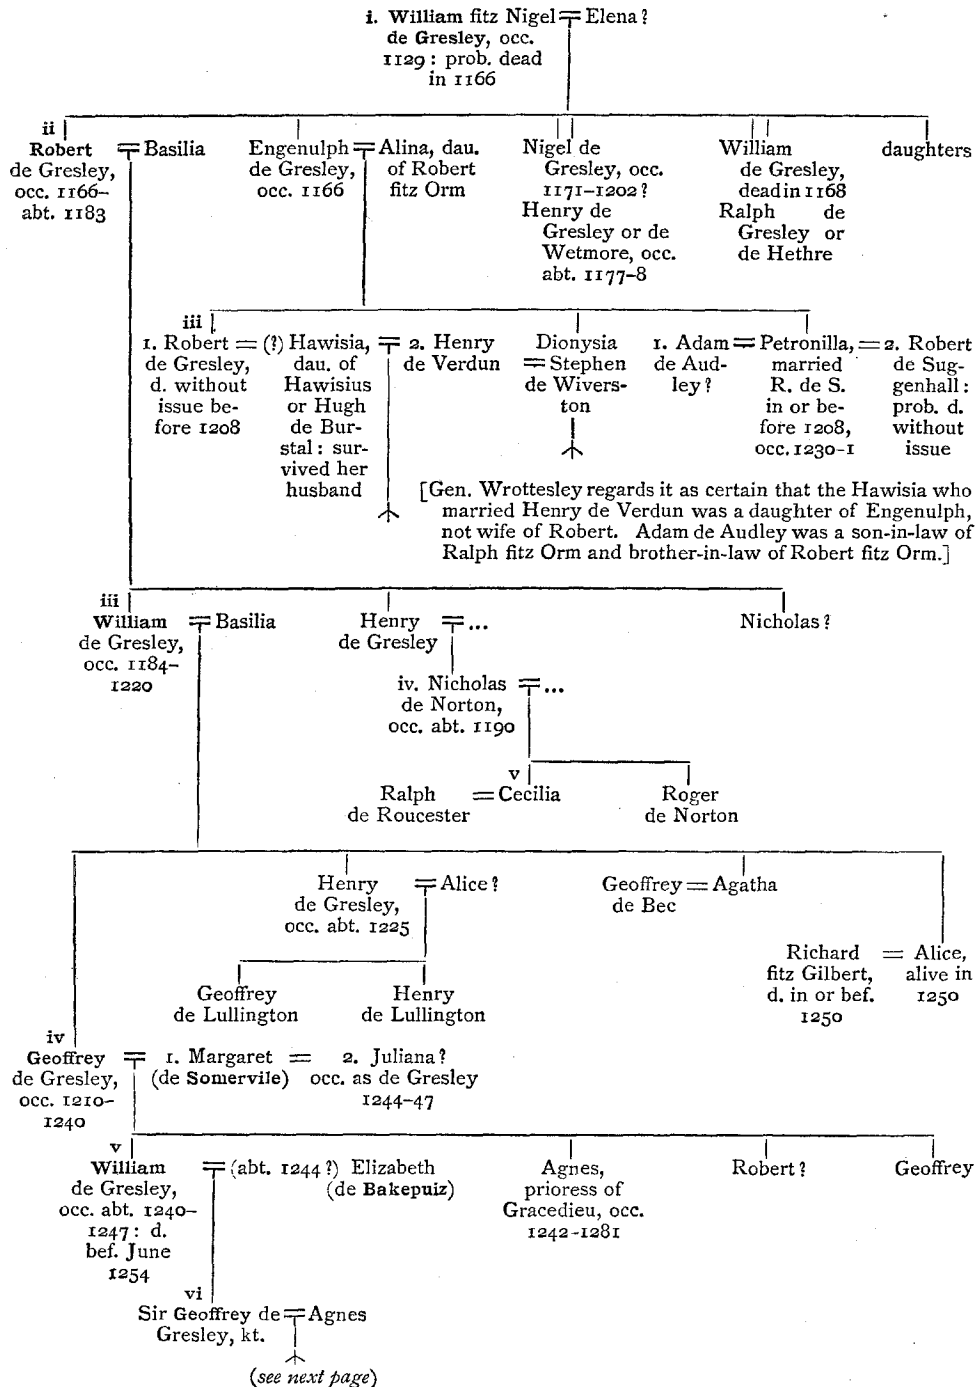 i. William fitz Nigel = Elena?
de Gresley, occ.
1129: prob. dead
in 1166
ii
Robert = Basilia
de Gresley,
occ. 1166–
abt. 1183
Engenulph = Alina, dau.
de Gresley, of Robert
occ. 1166 fitz Orm
Nigel de
Gresley, occ.
1171–1202?
Henry de
Gresley or de
Wetmore, occ.
abt. 1177–8
William
de Gresley,
dead in 1168
Ralph de
Gresley or
de Hethre
daughters
iii
1. Robert = (?) Hawisia, = 2. Henry
de Gresley, dau. of de Verdun
d. without Hawisius
issue be- or Hugh
fore 1208 de Bur-
stal: sur-
vived her
husband
Dionysia
= Stephen
de Wivers-
ton
1. Adam = Petronilla, = 2. Robert
de Aud- married de Sug-
ley? R. de S. genhall:
in or be- prob. d.
fore 1208, without
occ. 1230–1 issue
[Gen. Wrottesley regards it as certain that the Hawisia who
married Henry de Verdun was a daughter of Engenulph,
not wife of Robert. Adam de Audley was a son-in-law of
Ralph fitz Orm and brother-in-law of Robert fitz Orm.]
iii
William = Basilia
de Gresley,
occ. 1184–
1220
Henry = ...
de Gresley
Nicholas?
iv. Nicholas = ...
de Norton,
occ. abt. 1190
v
Ralph = Cecilia
de Roucester
Roger
de Norton
Henry = Alice?
de Gresley,
occ. abt. 1225
Geoffrey = Agatha
de Bec
Richard = Alice,
fitz Gilbert, alive in
d. in or bef. 1250
1250
Geoffrey
de Lullington
Henry
de Lullington
iv
Geoffrey = 1. Margaret = 2. Juliana?
de Gresley, (de Somervile) occ. as de Gresley
occ. 1210– 1244–47
1240
v
William = (abt. 1244?) Elizabeth
de Gresley, (de Bakepuiz)
occ. abt. 1240–
1247: d.
bef. June
1254
Agnes,
prioress of
Gracedieu, occ.
1242–1281
Robert?
Geoffrey
vi
Sir Geoffrey de = Agnes
Gresley, kt.
(see next page)